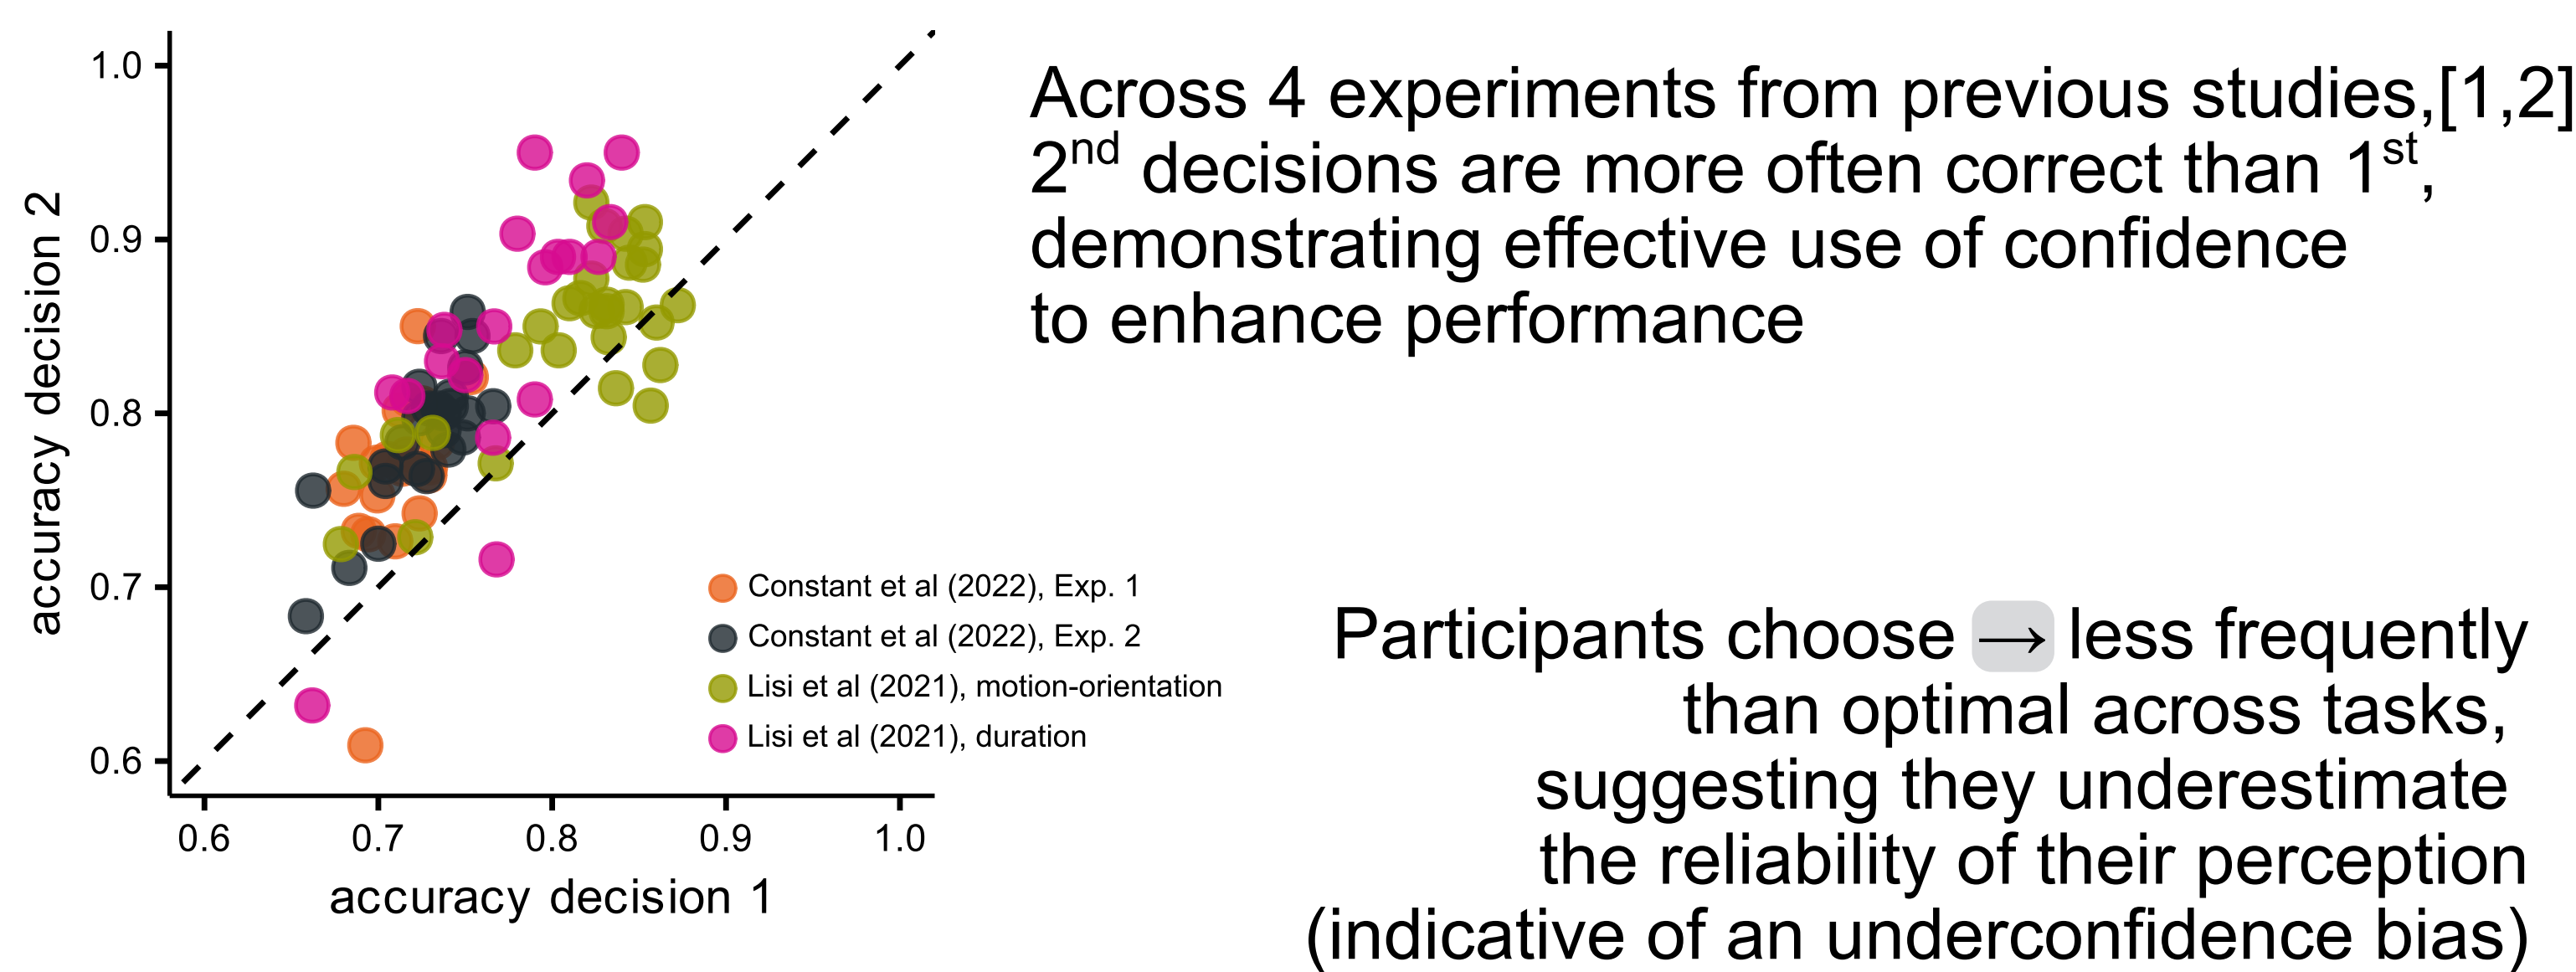 1.0
0.9
0.8
0.7
0.6
accuracy decision 2
0.6 0.7 0.8 0.9 1.0
accuracy decision 1
Constant et al (2022), Exp. 1
Constant et al (2022), Exp. 2
Lisi et al (2021), motion-orientation
Lisi et al (2021), duration
Across 4 experiments from previous studies,[1,2]
2nd decisions are more often correct than 1st,
demonstrating effective use of confidence
to enhance performance
Participants choose → less frequently
than optimal across tasks,
suggesting they underestimate
the reliability of their perception
(indicative of an underconfidence bias)